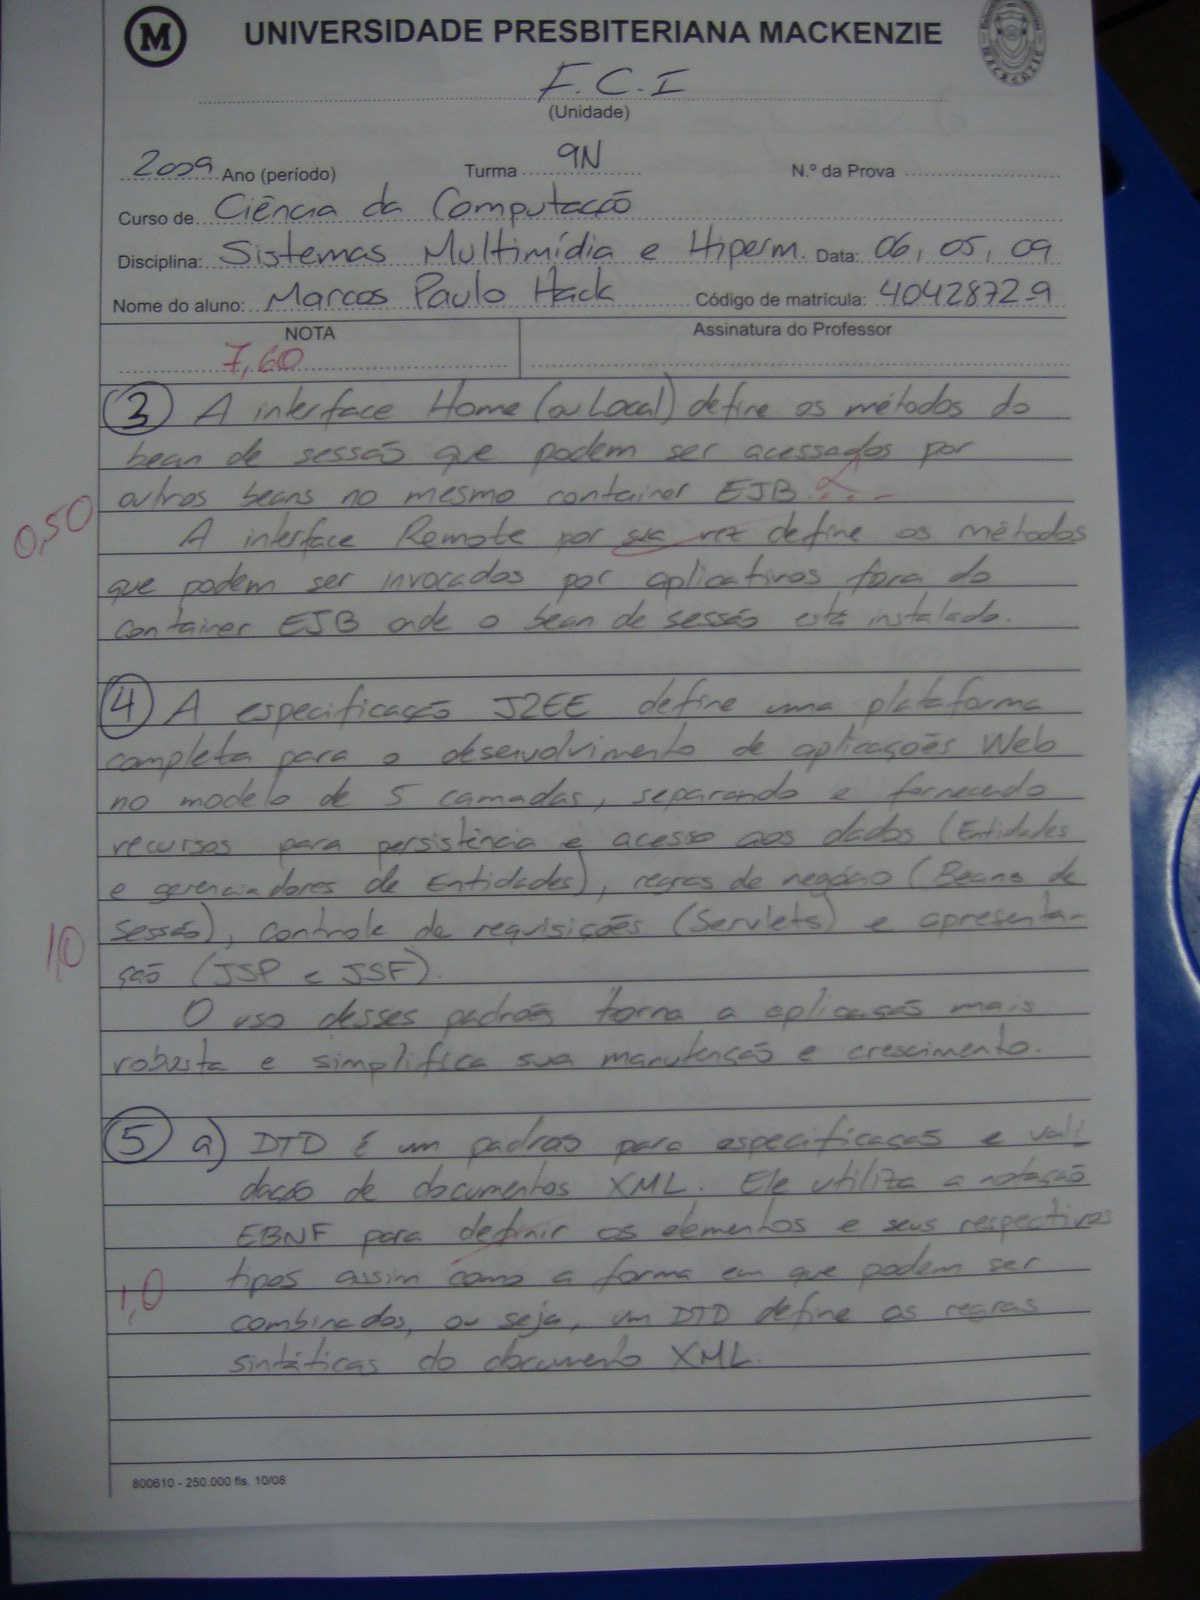 M
UNIVERSIDADE PRESBITERIANA MACKENZIE
MACKENZIE
F.C.I
(Unidade)
2009 Ano (período) Turma 9N N.º da Prova
Curso de Ciência da Computação
Disciplina: Sistemas Multimídia e Hiperm. Data: 06, 05, 09
Nome do aluno: Marcos Paulo Hack Código de matrícula: 4042872-9
NOTA Assinatura do Professor
7,60
3 A interface Home (ou Local) define os métodos do
bean de sessão que podem ser acessados por
outros beans no mesmo container EJB.
0,50
A interface Remote por sua vez define os métodos
que podem ser invocados por aplicativos fora do
container EJB onde o bean de sessão está instalado.
4 A especificação J2EE define uma plataforma
completa para o desenvolvimento de aplicações Web
no modelo de 5 camadas, separando e fornecendo
recursos para persistência e acesso aos dados (Entidades
e gerenciadores de Entidades), regras de negócio (Beans de
Sessão), controle de requisições (Servlets) e apresenta-
1,0
ção (JSP e JSF).
O uso desses padrões torna a aplicação mais
robusta e simplifica sua manutenção e crescimento.
5 a) DTD é um padrão para especificação e vali
dação de documentos XML. Ele utiliza a notação
EBNF para definir os elementos e seus respectivos
tipos assim como a forma em que podem ser
1,0
combinados, ou seja, um DTD define as regras
sintáticas do documento XML.
800610 - 250.000 fls. 10/08